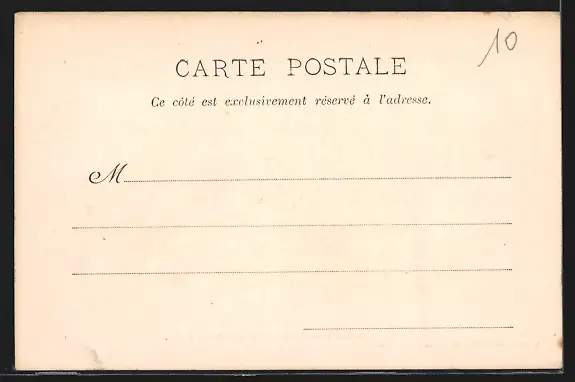 10
CARTE POSTALE
Ce côté est exclusivement réservé à l'adresse.
M